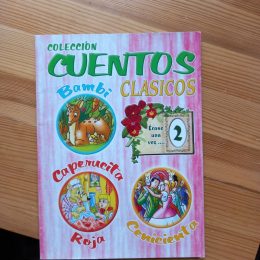 COLECCIÓN
CUENTOS
CLASICOS
Bambi
Erase
una
vez...
2
Caperucita
Roja
Cenicienta